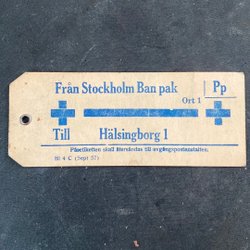 Från Stockholm Ban pak
Pp
Ort 1
Till Hälsingborg 1
Påsetiketten skall återsändas till avgångspostanstalten.
Bl 4 C (Sept 57)